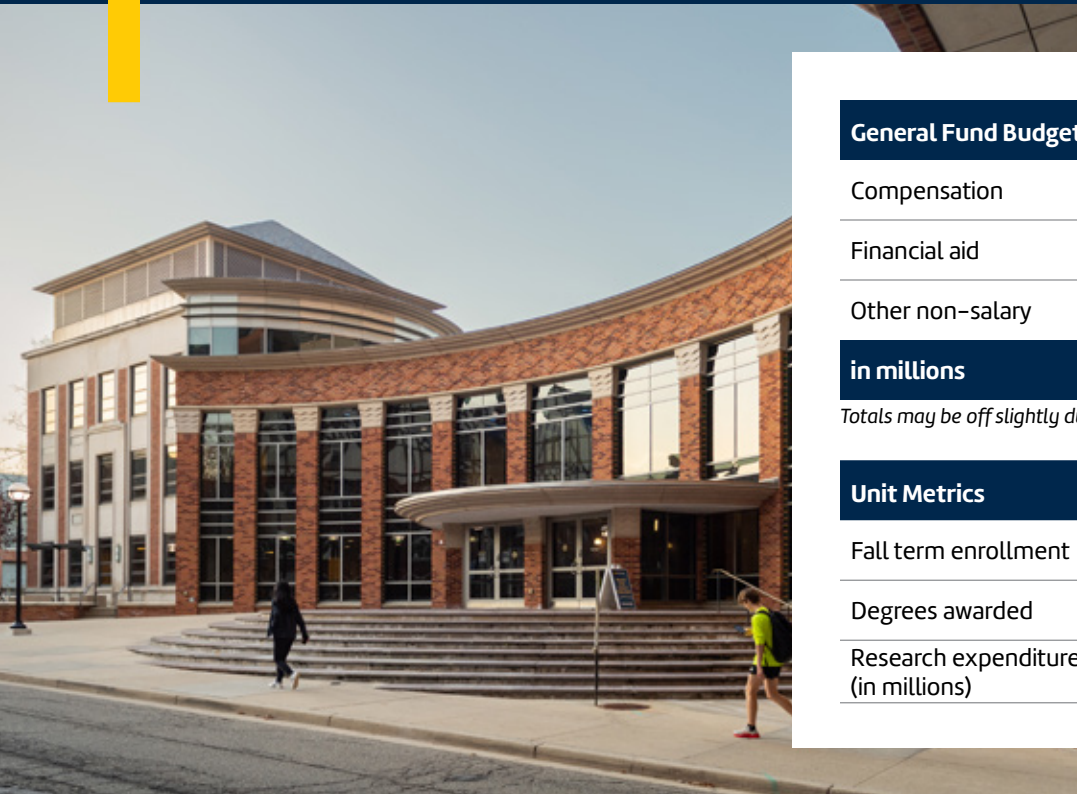 General Fund Budget
Compensation
Financial aid
Other non-salary
in millions
Totals may be off slightly
Unit Metrics
Fall term enrollment
Degrees awarded
Research expenditure
(in millions)